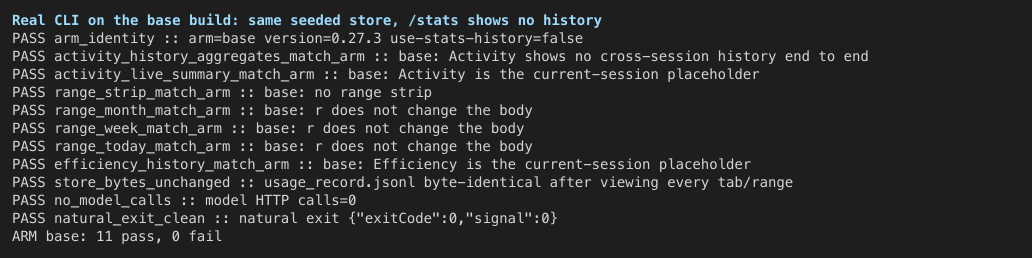 Real CLI on the base build: same seeded store, /stats shows no history
PASS arm_identity :: arm=base version=0.27.3 use-stats-history=false
PASS activity_history_aggregates_match_arm :: base: Activity shows no cross-session history end to end
PASS activity_live_summary_match_arm :: base: Activity is the current-session placeholder
PASS range_strip_match_arm :: base: no range strip
PASS range_month_match_arm :: base: r does not change the body
PASS range_week_match_arm :: base: r does not change the body
PASS range_today_match_arm :: base: r does not change the body
PASS efficiency_history_match_arm :: base: Efficiency is the current-session placeholder
PASS store_bytes_unchanged :: usage_record.jsonl byte-identical after viewing every tab/range
PASS no_model_calls :: model HTTP calls=0
PASS natural_exit_clean :: natural exit {"exitCode":0,"signal":0}
ARM base: 11 pass, 0 fail